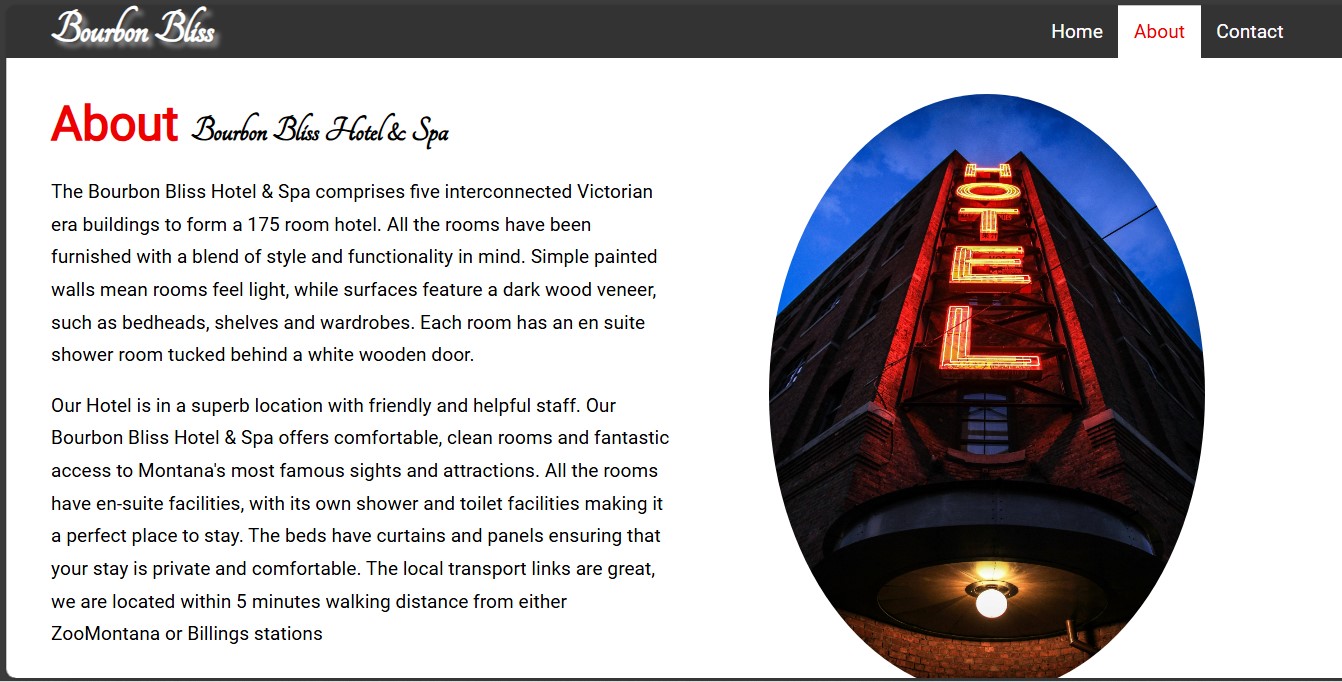 Bourbon Bliss
Home About Contact
About Bourbon Bliss Hotel & Spa
The Bourbon Bliss Hotel & Spa comprises five interconnected Victorian
era buildings to form a 175 room hotel. All the rooms have been
furnished with a blend of style and functionality in mind. Simple painted
walls mean rooms feel light, while surfaces feature a dark wood veneer,
such as bedheads, shelves and wardrobes. Each room has an en suite
shower room tucked behind a white wooden door.
Our Hotel is in a superb location with friendly and helpful staff. Our
Bourbon Bliss Hotel & Spa offers comfortable, clean rooms and fantastic
access to Montana's most famous sights and attractions. All the rooms
have en-suite facilities, with its own shower and toilet facilities making it
a perfect place to stay. The beds have curtains and panels ensuring that
your stay is private and comfortable. The local transport links are great,
we are located within 5 minutes walking distance from either
ZooMontana or Billings stations
HOTEL